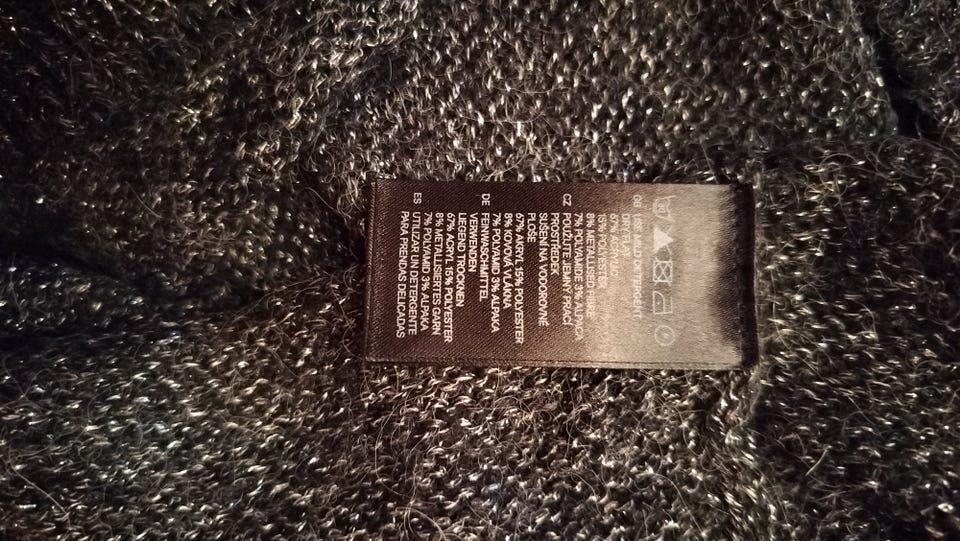 GB USE MILD DETERGENT
DRY FLAT
67% ACRYLIC
15% POLYESTER
8% METALLISED FIBRE
7% POLYAMIDE 3% ALPACA
CZ POUŽIJTE JEMNÝ PRACÍ
PROSTŘEDEK
SUŠENÍ NA VODOROVNÉ
PLOŠE
67% AKRYL 15% POLYESTER
8% KOVOVÁ VLÁKNA
7% POLYAMID 3% ALPAKA
DE FEINWASCHMITTEL
VERWENDEN
LIEGEND TROCKNEN
67% ACRYL 15% POLYESTER
8% METALLISIERTES GARN
7% POLYAMID 3% ALPAKA
ES UTILIZAR UN DETERGENTE
PARA PRENDAS DELICADAS